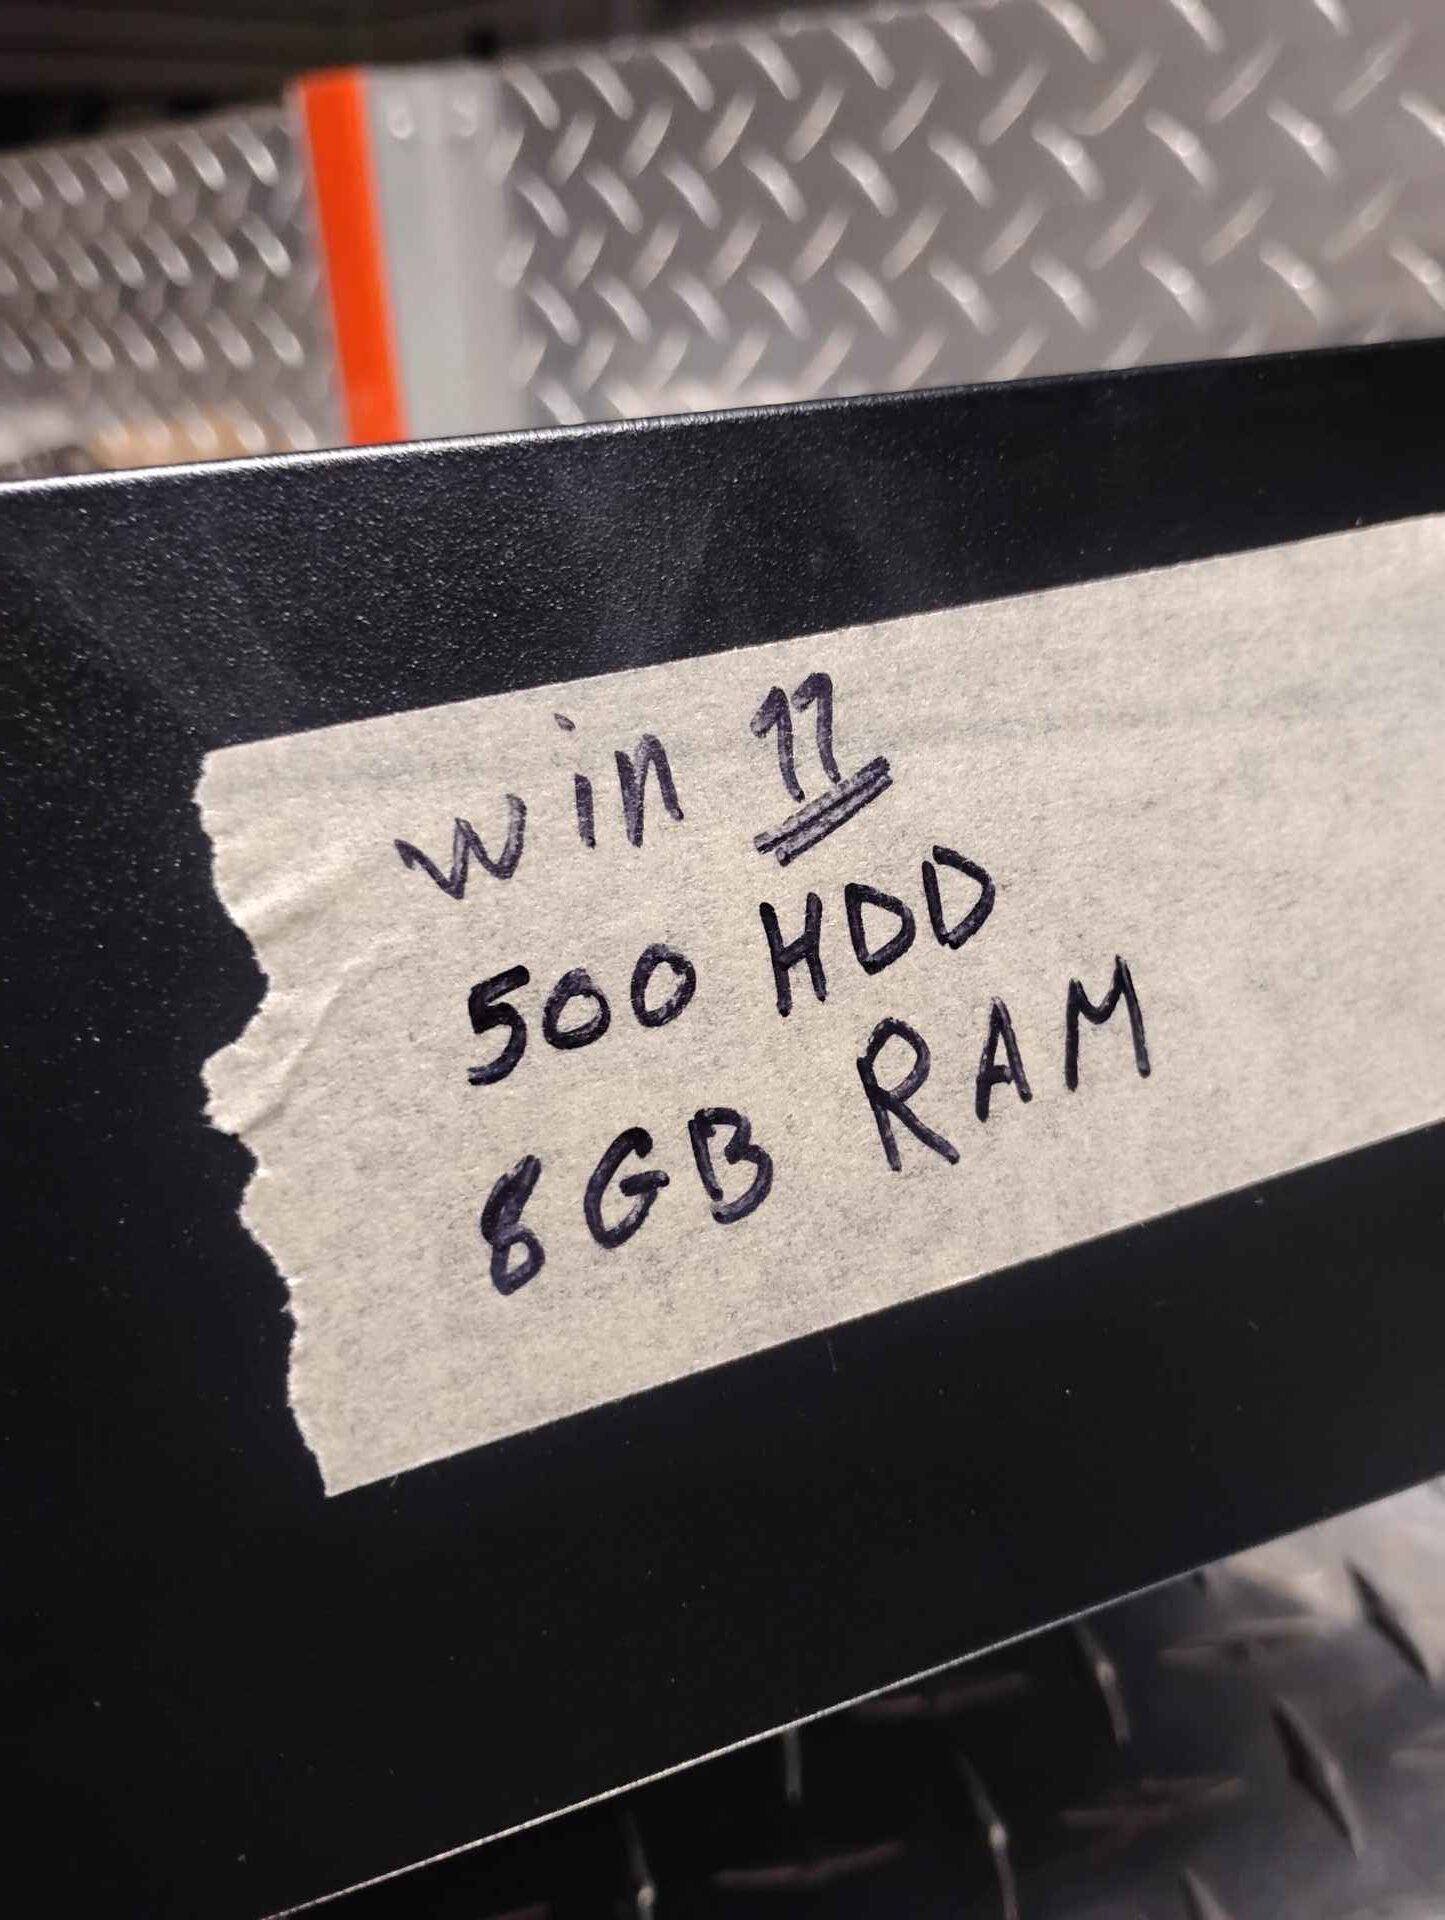 Win 11
500 HDD
8GB RAM